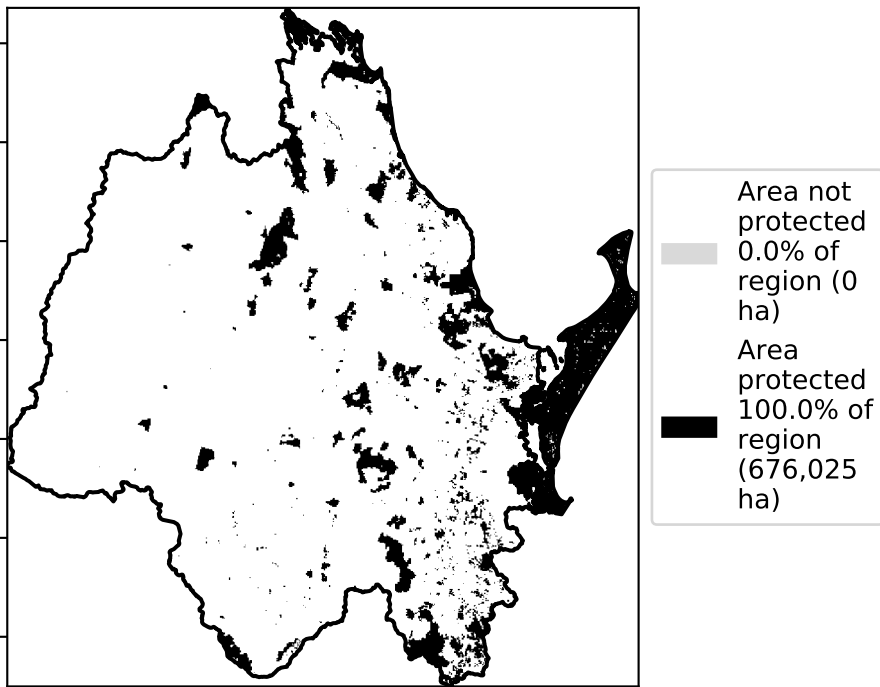 Area not
protected
0.0% of
region (0
ha)
Area
protected
100.0% of
region
(676,025
ha)